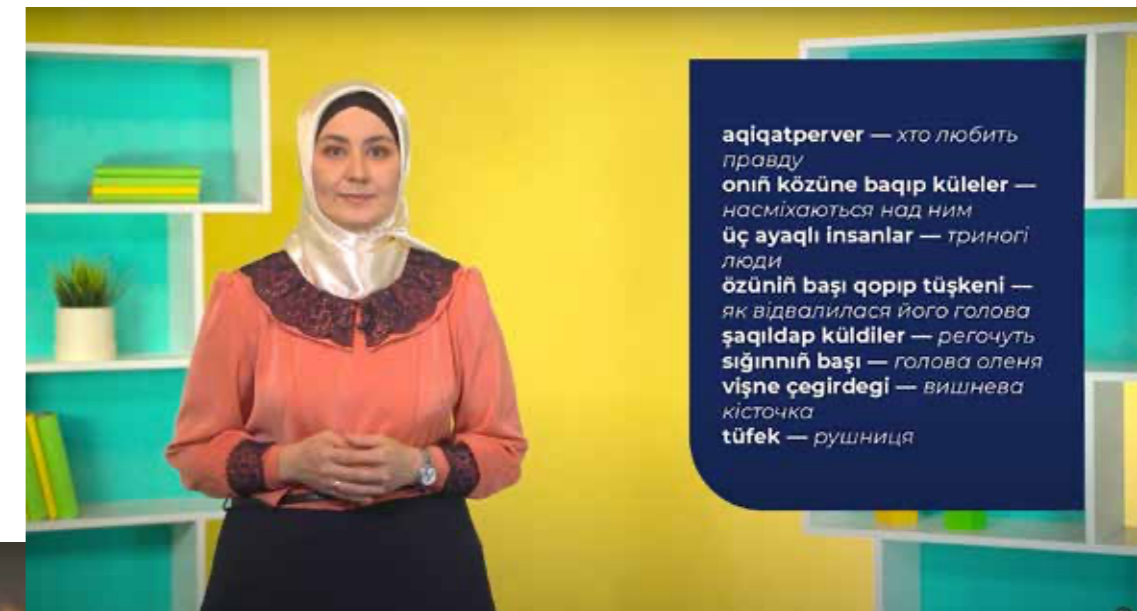 aqiqatperver — хто любить
правду
onıñ közüne baqıp küleler —
насміхаються над ним
üç ayaqlı insanlar — триногі
люди
özüniñ başı qopıp tüşkeni —
як відвалилася його голова
şaqıldap küldiler — регочуть
sığınnıñ başı — голова оленя
vişne çegirdegi — вишнева
кісточка
tüfek — рушниця